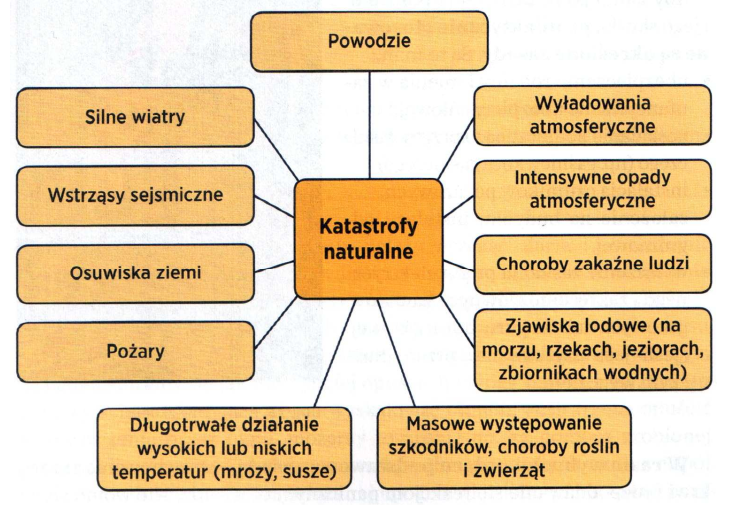 Powodzie
Silne wiatry
Wyładowania
atmosferyczne
Wstrząsy sejsmiczne
Intensywne opady
atmosferyczne
Katastrofy
naturalne
Osuwiska ziemi
Choroby zakaźne ludzi
Pożary
Zjawiska lodowe (na
morzu, rzekach, jeziorach,
zbiornikach wodnych)
Długotrwałe działanie
wysokich lub niskich
temperatur (mrozy, susze)
Masowe występowanie
szkodników, choroby roślin
i zwierząt